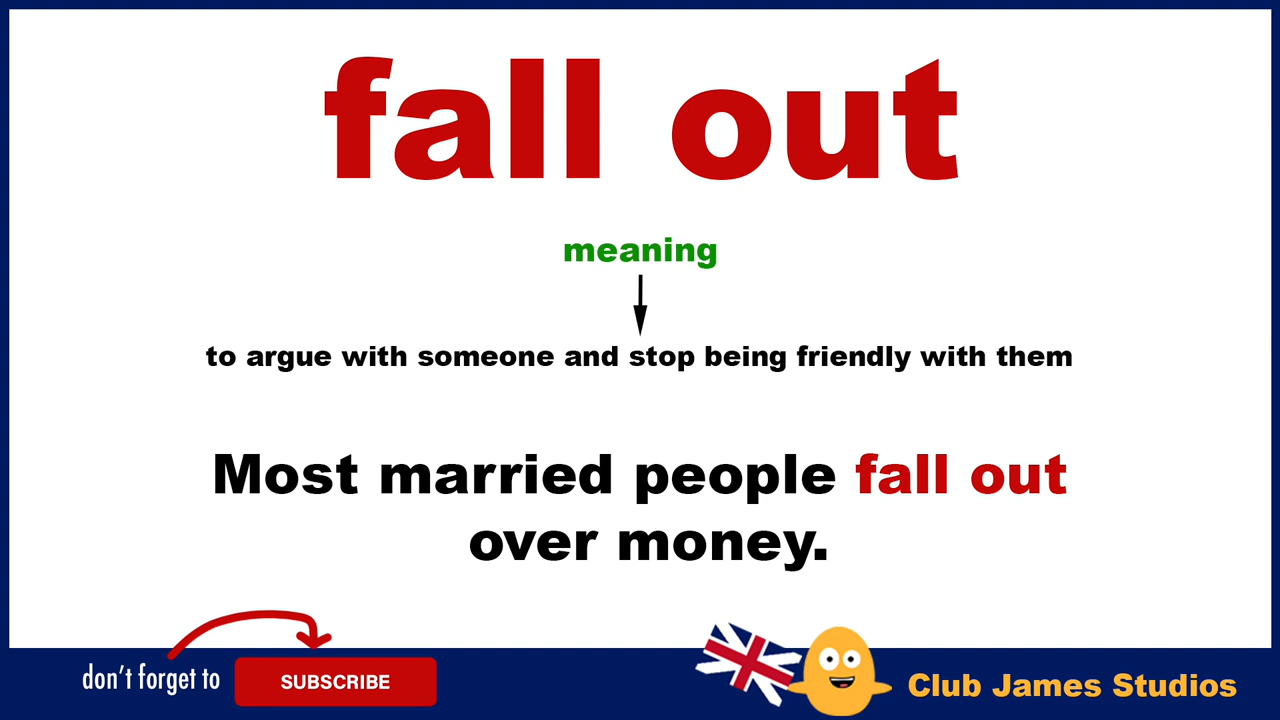 fall out
meaning
to argue with someone and stop being friendly with them
Most married people fall out
over money.
don't forget to
SUBSCRIBE
Club James Studios